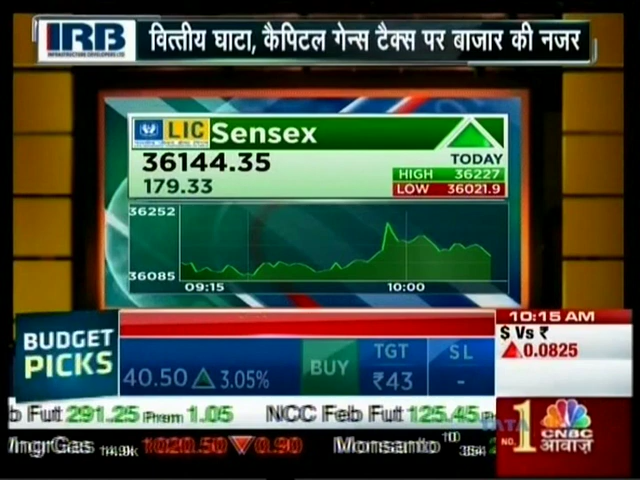 IRB
INFRASTRUCTURE DEVELOPERS LTD
वित्तीय घाटा, कैपिटल गेन्स टैक्स पर बाजार की नजर
LIC Sensex
36144.35
TODAY
179.33
HIGH 36227
LOW 36021.9
36252
36085
09:15 10:00
10:15 AM
BUDGET PICKS
$ Vs ₹
0.0825
40.50 3.05%
BUY
TGT
₹43
SL
-
b Fut 291.25 Prem 1.05 NCC Feb Fut 125.45
TATA
1020.50 0.90 Monsanto
NO. 1
CNBC
आवाज़